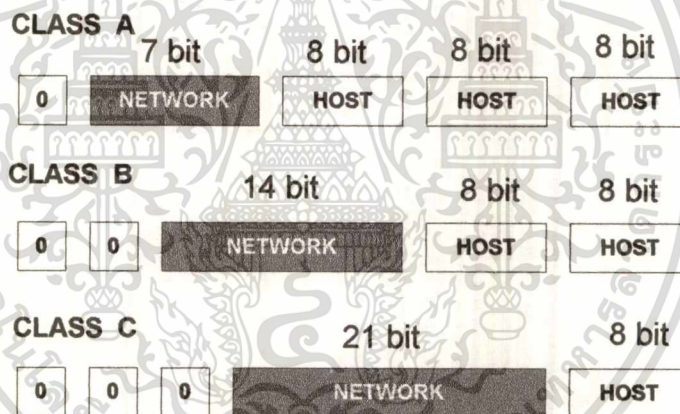 CLASS A
7 bit 8 bit 8 bit 8 bit
0 NETWORK HOST HOST HOST
CLASS B
14 bit 8 bit 8 bit
0 0 NETWORK HOST HOST
CLASS C
21 bit 8 bit
0 0 0 NETWORK HOST